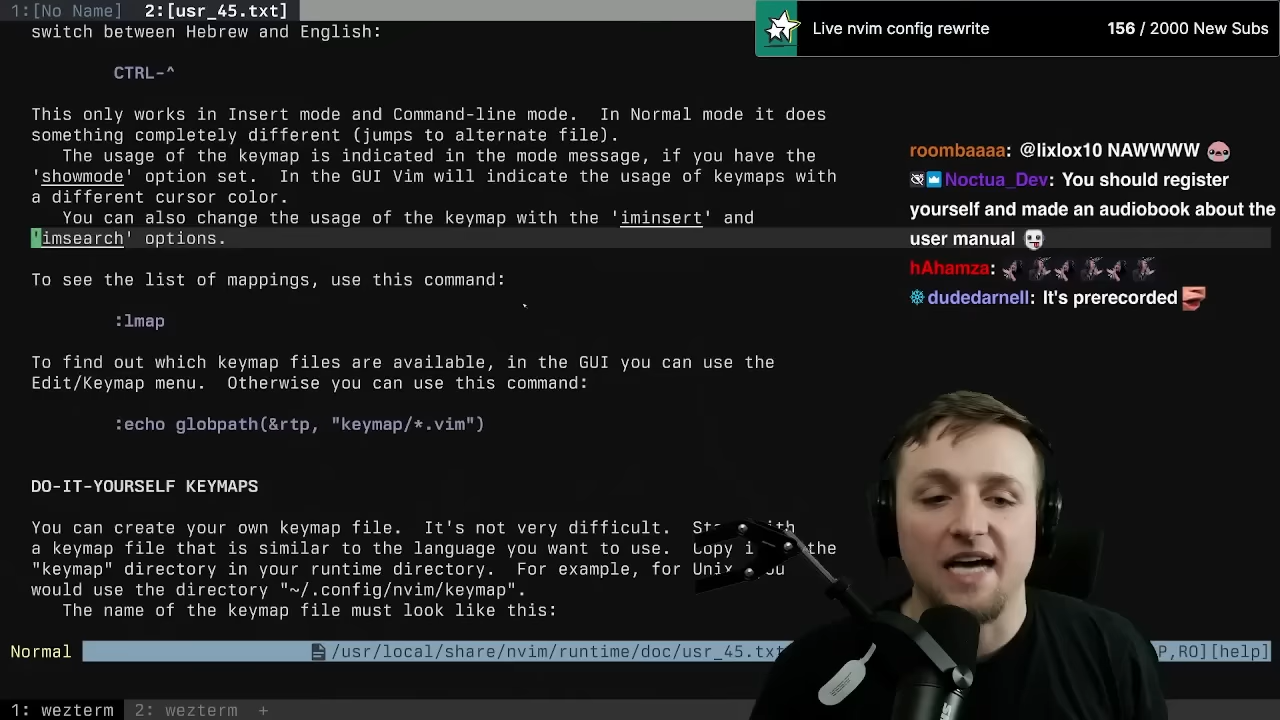 1:[No Name] 2:[usr_45.txt]
switch between Hebrew and English:
CTRL-^
This only works in Insert mode and Command-line mode.  In Normal mode it does
something completely different (jumps to alternate file).
The usage of the keymap is indicated in the mode message, if you have the
'showmode' option set.  In the GUI Vim will indicate the usage of keymaps with
a different cursor color.
You can also change the usage of the keymap with the 'iminsert' and
'imsearch' options.
To see the list of mappings, use this command:
:lmap
To find out which keymap files are available, in the GUI you can use the
Edit/Keymap menu.  Otherwise you can use this command:
:echo globpath(&rtp, "keymap/*.vim")
DO-IT-YOURSELF KEYMAPS
You can create your own keymap file.  It's not very difficult.
a keymap file that is similar to the language you want to use.  Copy the
"keymap" directory in your runtime directory.  For example, for Unix
would use the directory "~/.config/nvim/keymap".
The name of the keymap file must look like this:
Normal /usr/local/share/nvim/runtime/doc/usr_45.txt P,RO][help]
1: wezterm 2: wezterm +
Live nvim config rewrite 156 / 2000 New Subs
roombaaaa: @lixlox10 NAWWWW
Noctua_Dev: You should register
yourself and made an audiobook about the
user manual
hAhamza:
dudedarnell: It's prerecorded